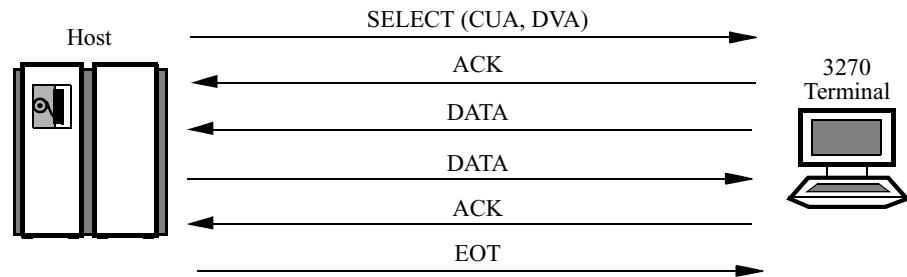 SELECT (CUA, DVA)
Host
ACK
3270
Terminal
DATA
DATA
ACK
EOT